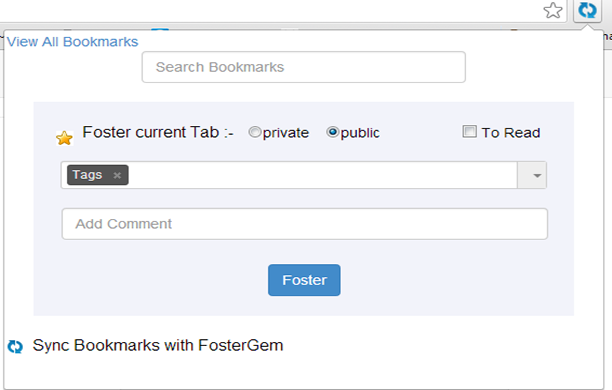 View All Bookmarks
Search Bookmarks
Foster current Tab :- private public To Read
Tags ×
Add Comment
Foster
Sync Bookmarks with FosterGem